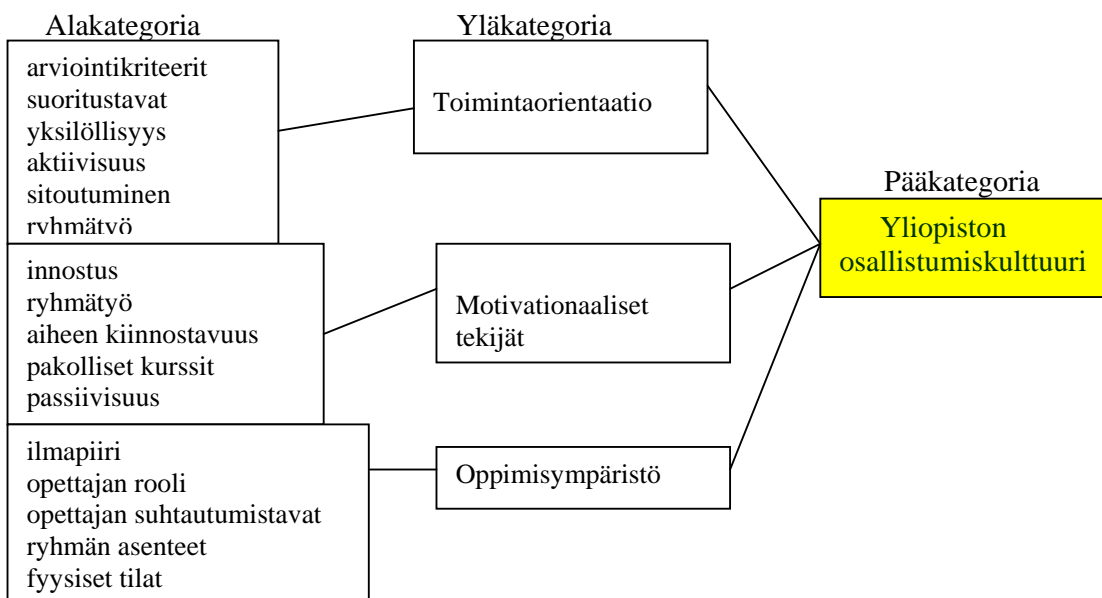 Alakategoria
Yläkategoria
arviointikriteerit
suoritustavat
yksilöllisyys
aktiivisuus
sitoutuminen
ryhmätyö
Toimintaorientaatio
innostus
ryhmätyö
aiheen kiinnostavuus
pakolliset kurssit
passiivisuus
Motivationaaliset
tekijät
ilmapiiri
opettajan rooli
opettajan suhtautumistavat
ryhmän asenteet
fyysiset tilat
Oppimisympäristö
Pääkategoria
Yliopiston
osallistumiskulttuuri